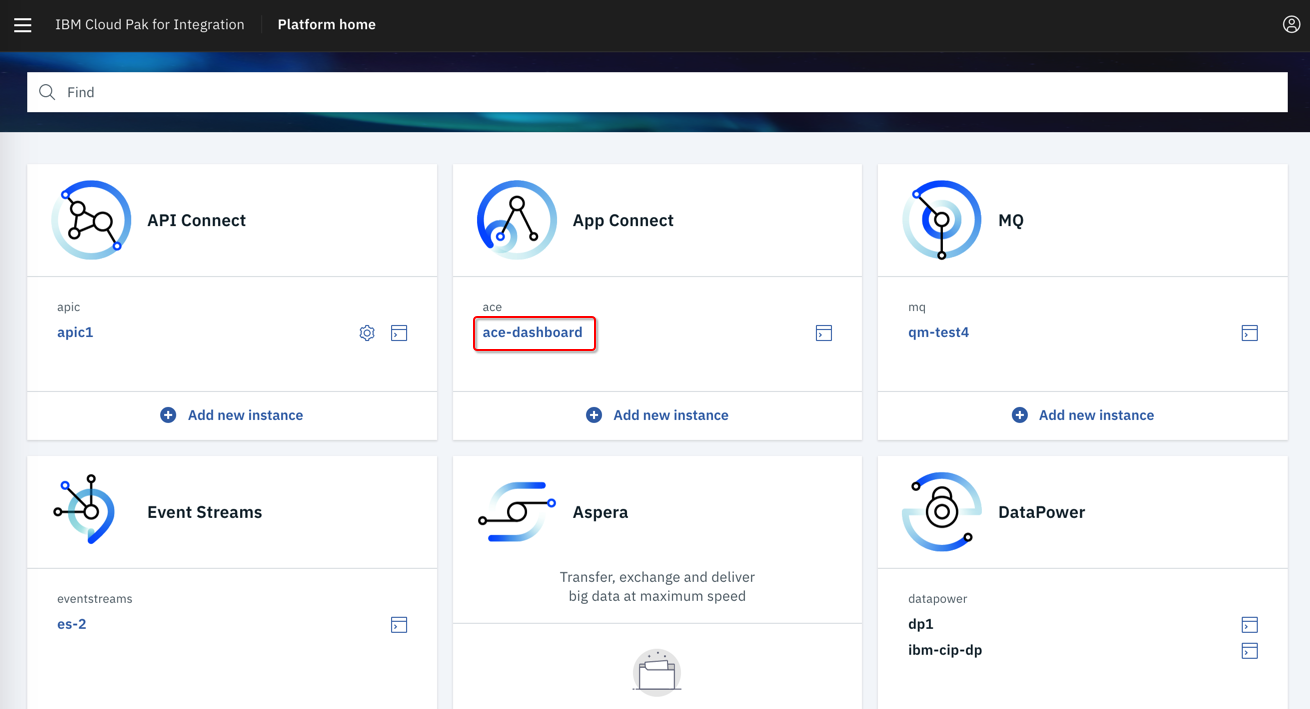 IBM Cloud Pak for Integration
Platform home
Find
API Connect
apic
apic1
Add new instance
App Connect
ace
ace-dashboard
Add new instance
MQ
mq
qm-test4
Add new instance
Event Streams
eventstreams
es-2
Aspera
Transfer, exchange and deliver
big data at maximum speed
DataPower
datapower
dp1
ibm-cip-dp